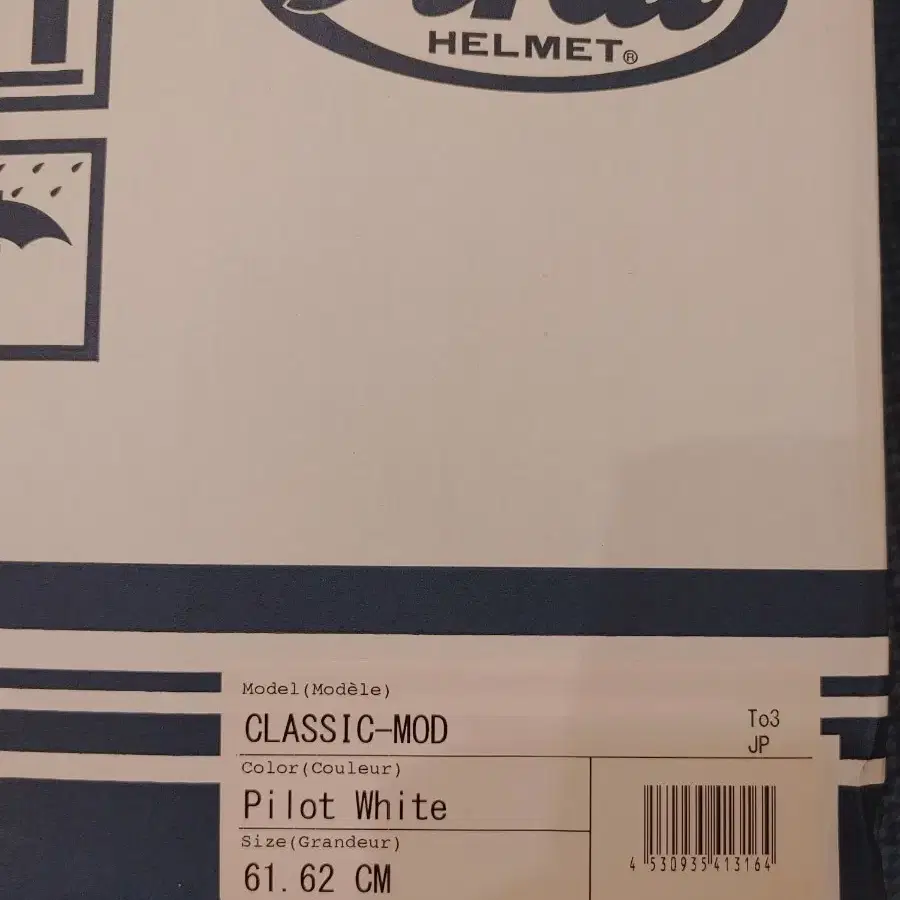 HELMET®
Model(Modèle)
CLASSIC-MOD
To3
JP
Color(Couleur)
Pilot White
Size(Grandeur)
61.62 CM
4 530935 413164